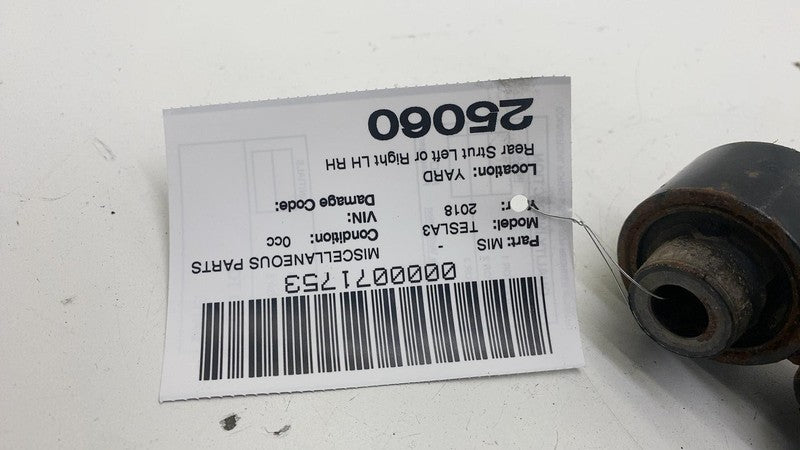 0000071753
Part: MIS - MISCELLANEOUS PARTS
Model: TESLA3 Condition: 0cc
Year: 2018 VIN:
Damage Code:
Location: YARD
Rear Strut Left or Right LH RH
25060